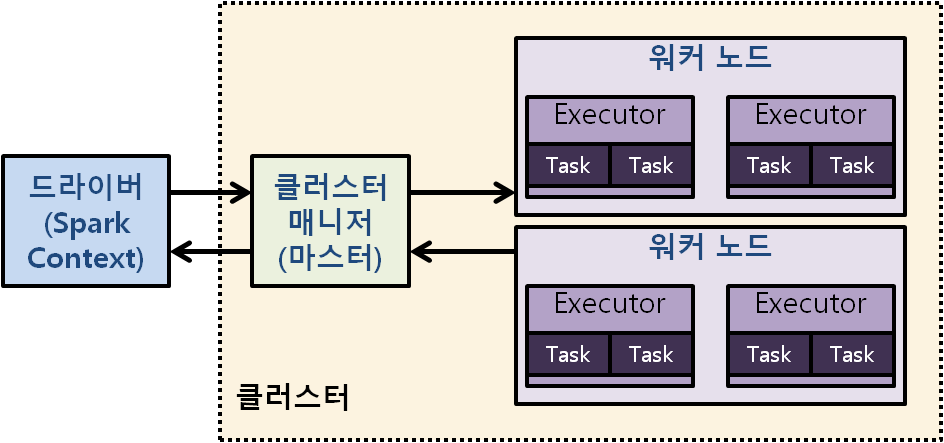 드라이버
(Spark
Context)
클러스터
매니저
(마스터)
워커 노드
Executor
Task Task
Executor
Task Task
워커 노드
Executor
Task Task
Executor
Task Task
클러스터